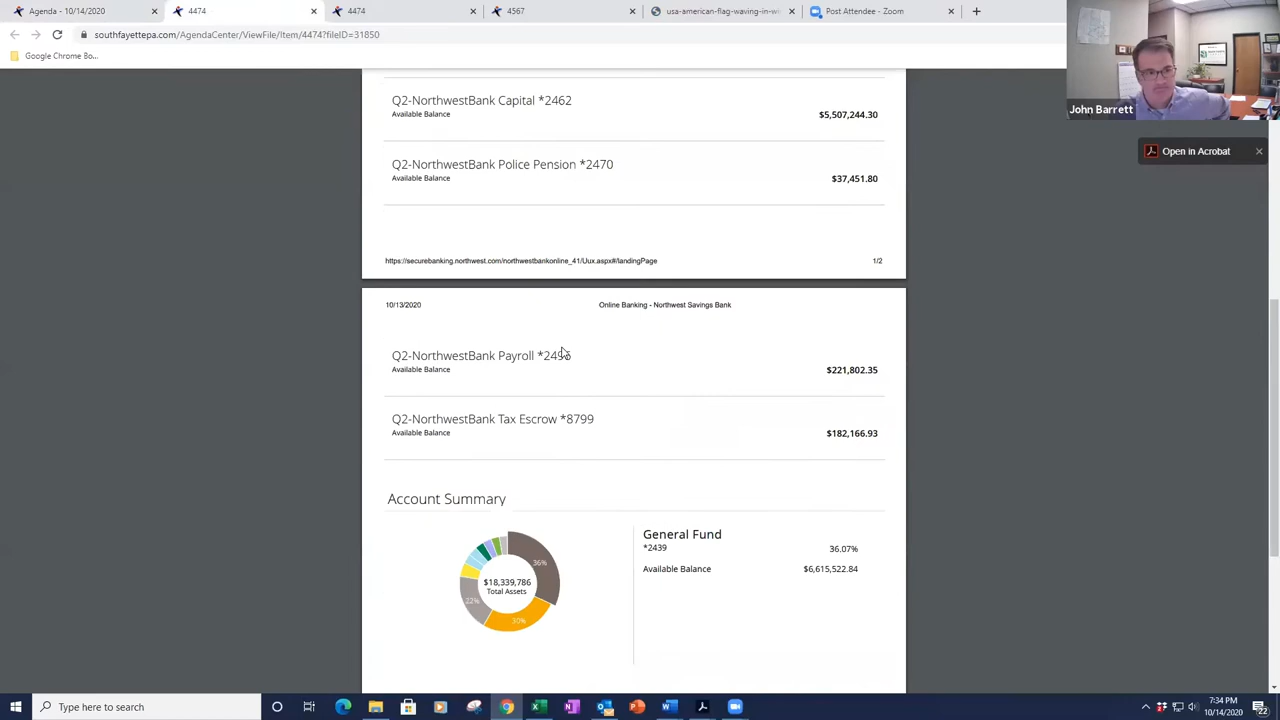 Agenda - 10/14/2020
4474
4474
4567
usa-american-flag-waving-in-wi
Post Attendee - Zoom
southfayettepa.com/AgendaCenter/ViewFile/Item/4474?fileID=31850
Google Chrome Bo...
John Barrett
Open in Acrobat
Q2-NorthwestBank Capital *2462
Available Balance
$5,507,244.30
Q2-NorthwestBank Police Pension *2470
Available Balance
$37,451.80
https://securebanking.northwest.com/northwestbankonline_41/Uux.aspx#/landingPage
1/2
10/13/2020
Online Banking - Northwest Savings Bank
Q2-NorthwestBank Payroll
Available Balance
$221,802.35
Q2-NorthwestBank Tax Escrow *8799
Available Balance
$182,166.93
Account Summary
36%
22%
30%
$18,339,786
Total Assets
General Fund
*2439
36.07%
Available Balance
$6,615,522.84
Type here to search
7:34 PM
10/14/2020
22